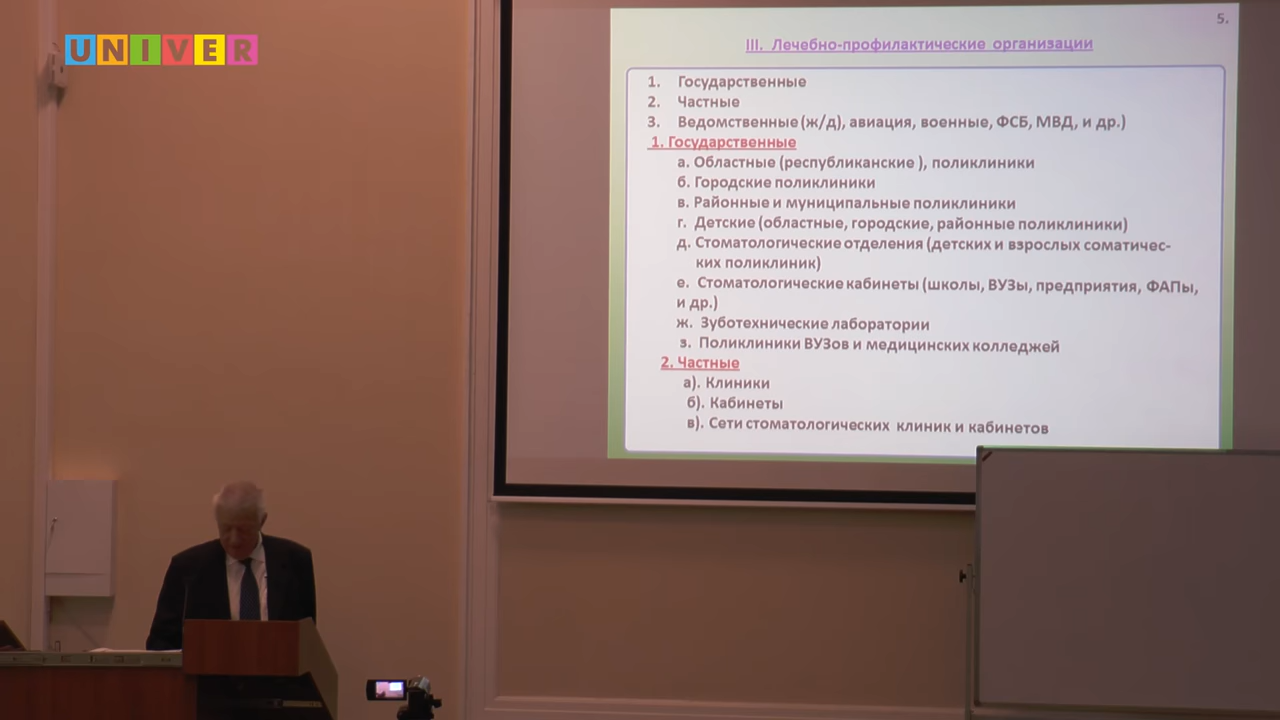 UNIVER
5.
III. Лечебно-профилактические организации
1. Государственные
2. Частные
3. Ведомственные (ж/д), авиация, военные, ФСБ, МВД, и др.)
1. Государственные
а. Областные (республиканские ), поликлиники
б. Городские поликлиники
в. Районные и муниципальные поликлиники
г. Детские (областные, городские, районные поликлиники)
д. Стоматологические отделения (детских и взрослых соматичес-
ких поликлиник)
е. Стоматологические кабинеты (школы, ВУЗы, предприятия, ФАПы,
и др.)
ж. Зуботехнические лаборатории
з. Поликлиники ВУЗов и медицинских колледжей
2. Частные
а). Клиники
б). Кабинеты
в). Сети стоматологических клиник и кабинетов